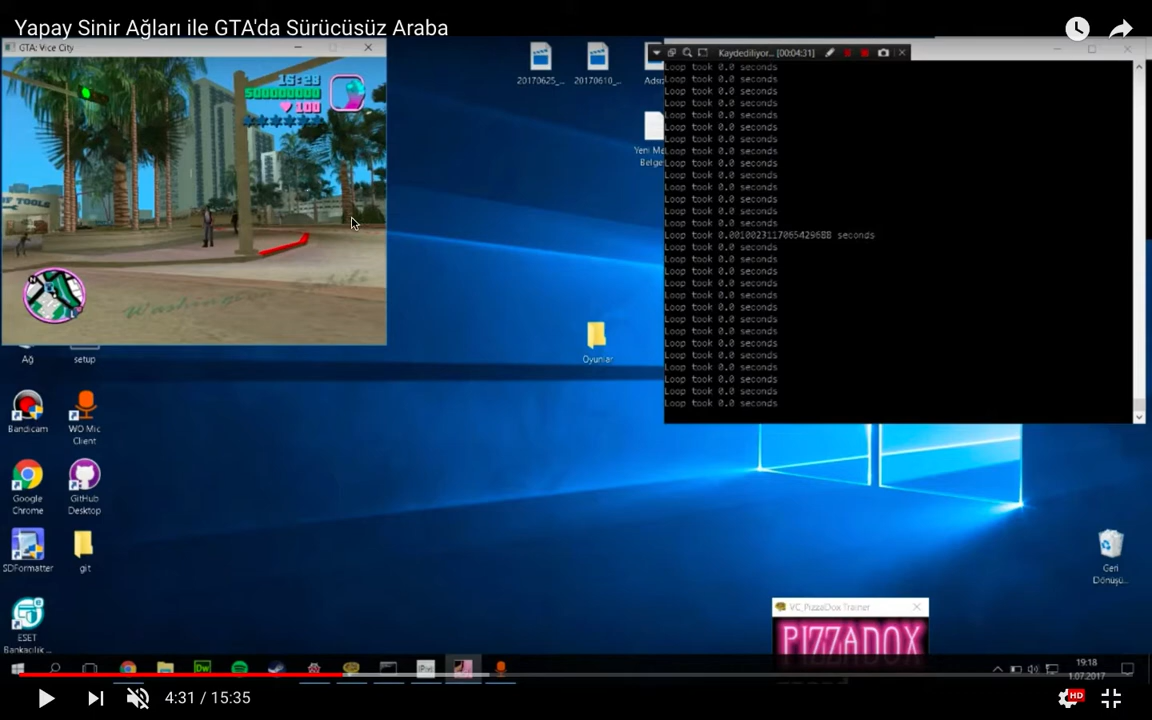 Yapay Sinir Ağları ile GTA'da Sürücüsüz Araba
GTA: Vice City
15:23
$00000000
100
OF TOOLS
Washington
20170625_...
20170610_...
Yeni Me
Belge
Kaydediliyor... [00:04:31]
Loop took 0.0 seconds
Loop took 0.0 seconds
Loop took 0.0 seconds
Loop took 0.0 seconds
Loop took 0.0 seconds
Loop took 0.0 seconds
Loop took 0.0 seconds
Loop took 0.0 seconds
Loop took 0.0 seconds
Loop took 0.0 seconds
Loop took 0.0 seconds
Loop took 0.0 seconds
Loop took 0.0 seconds
Loop took 0.0 seconds
Loop took 0.0010023117065429688 seconds
Loop took 0.0 seconds
Loop took 0.0 seconds
Loop took 0.0 seconds
Loop took 0.0 seconds
Loop took 0.0 seconds
Loop took 0.0 seconds
Loop took 0.0 seconds
Loop took 0.0 seconds
Loop took 0.0 seconds
Loop took 0.0 seconds
Loop took 0.0 seconds
Loop took 0.0 seconds
Loop took 0.0 seconds
Loop took 0.0 seconds
Ağ
setup
Oyunlar
Bandicam
WO Mic
Client
Google
Chrome
GitHub
Desktop
SDFormatter
git
ESET
Bankacılık ...
Geri
Dönüşü...
VC_PizzaDox Trainer
PIZZADOX
Dw
19:18
1.07.2017
4:31 / 15:35
HD